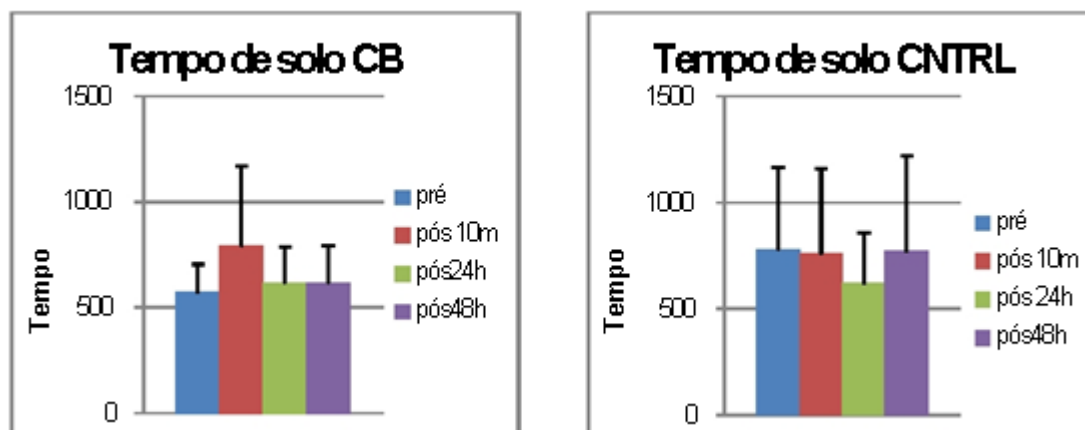 Tempo de solo CB
1500
1000
500
0
Tempo
pré
pós 10m
pós24h
pós48h
Tempo de solo CNTRL
1500
1000
500
0
Tempo
pré
pós 10m
pós 24h
pós48h